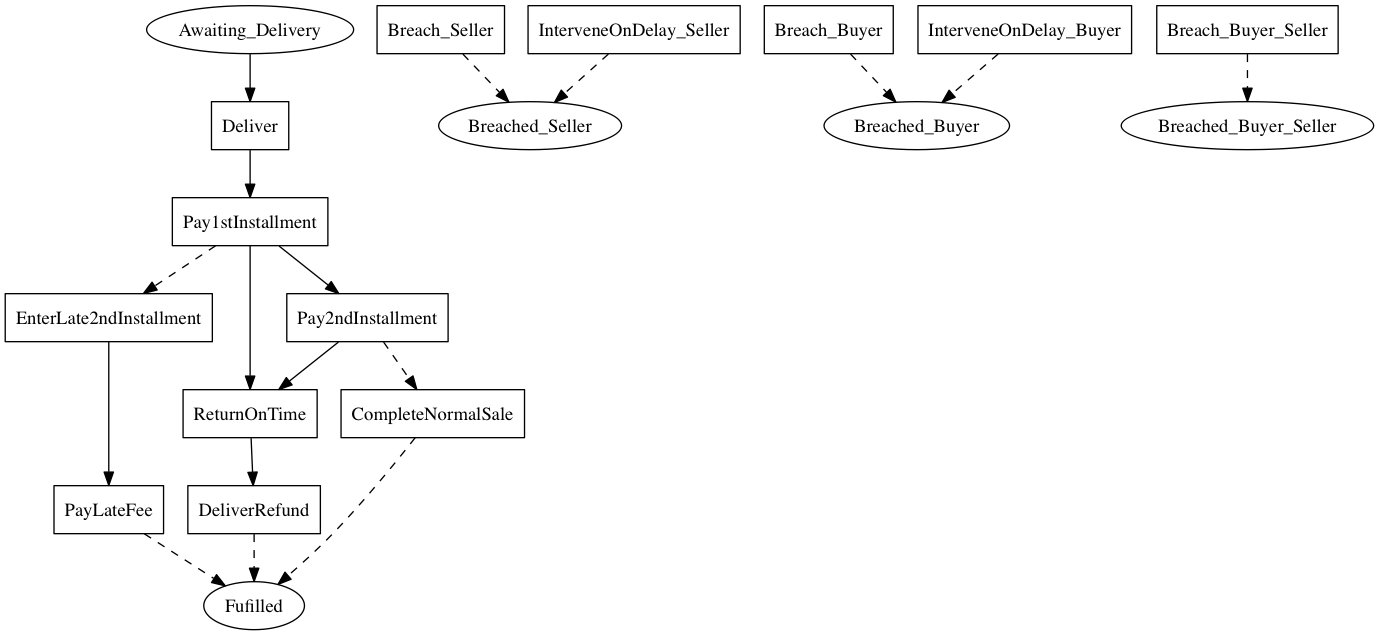 Awaiting_Delivery
Breach_Seller
InterveneOnDelay_Seller
Breach_Buyer
InterveneOnDelay_Buyer
Breach_Buyer_Seller
Deliver
Breached_Seller
Breached_Buyer
Breached_Buyer_Seller
Pay1stInstallment
EnterLate2ndInstallment
Pay2ndInstallment
ReturnOnTime
CompleteNormalSale
PayLateFee
DeliverRefund
Fufilled